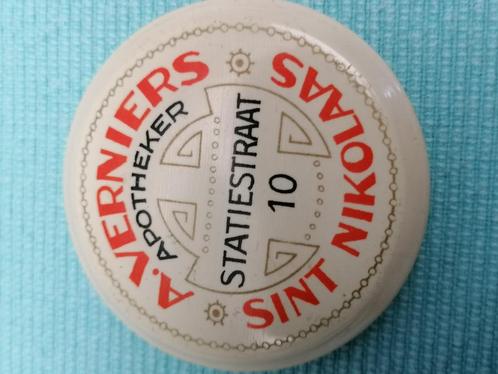 A. VERNIERS
APOTHEKER
STATIESTRAAT
10
SINT NIKOLAAS